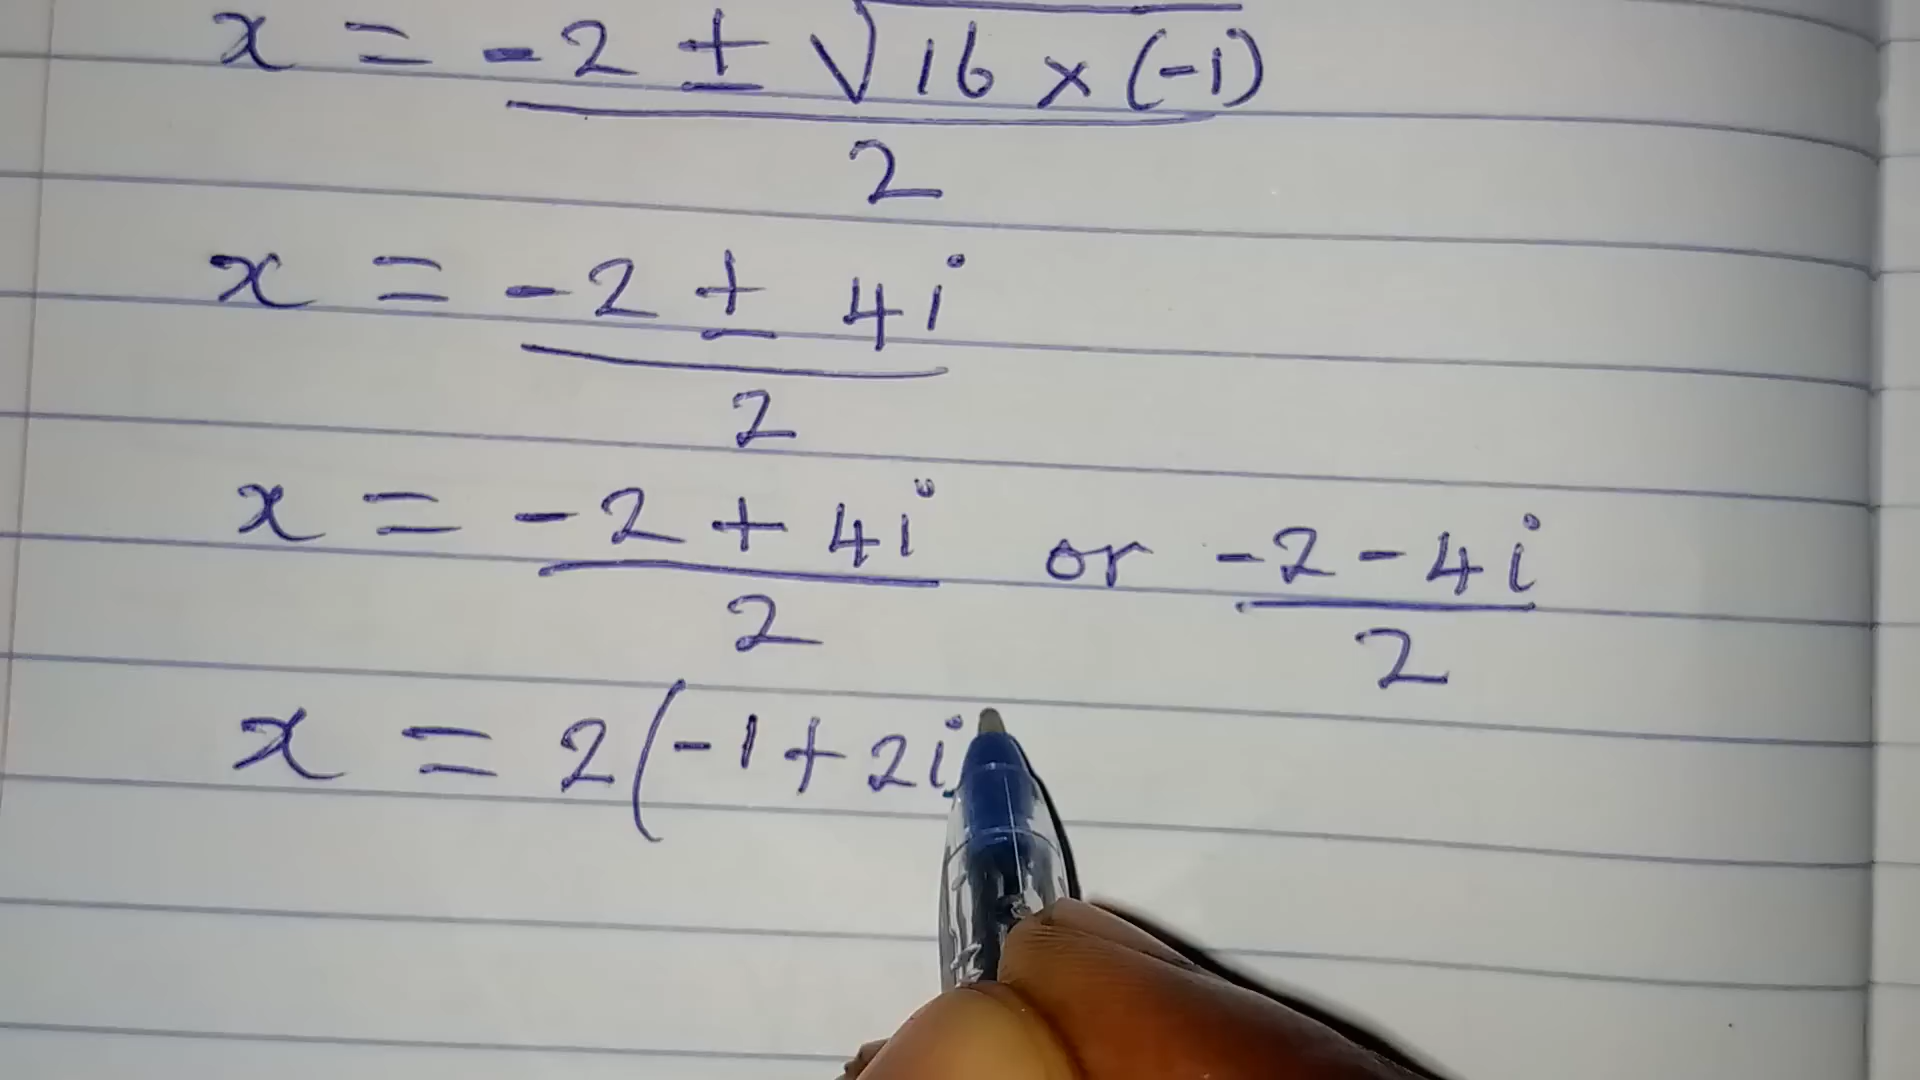 x = -2 ± √16 × (-1)
2
x = -2 ± 4i
2
x = -2 + 4i or -2 - 4i
2 2
x = 2(-1+2i